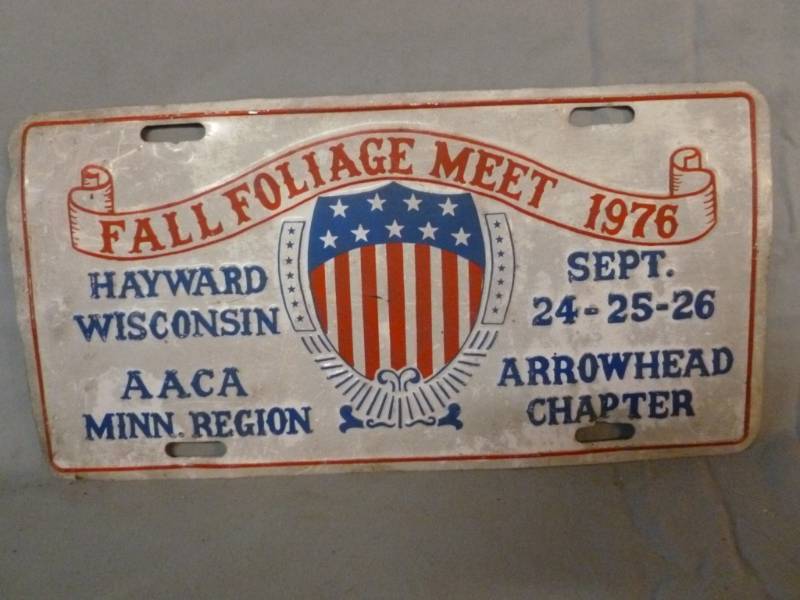 FALL FOLIAGE MEET 1976
HAYWARD
WISCONSIN
AACA
MINN. REGION
SEPT.
24-25-26
ARROWHEAD
CHAPTER